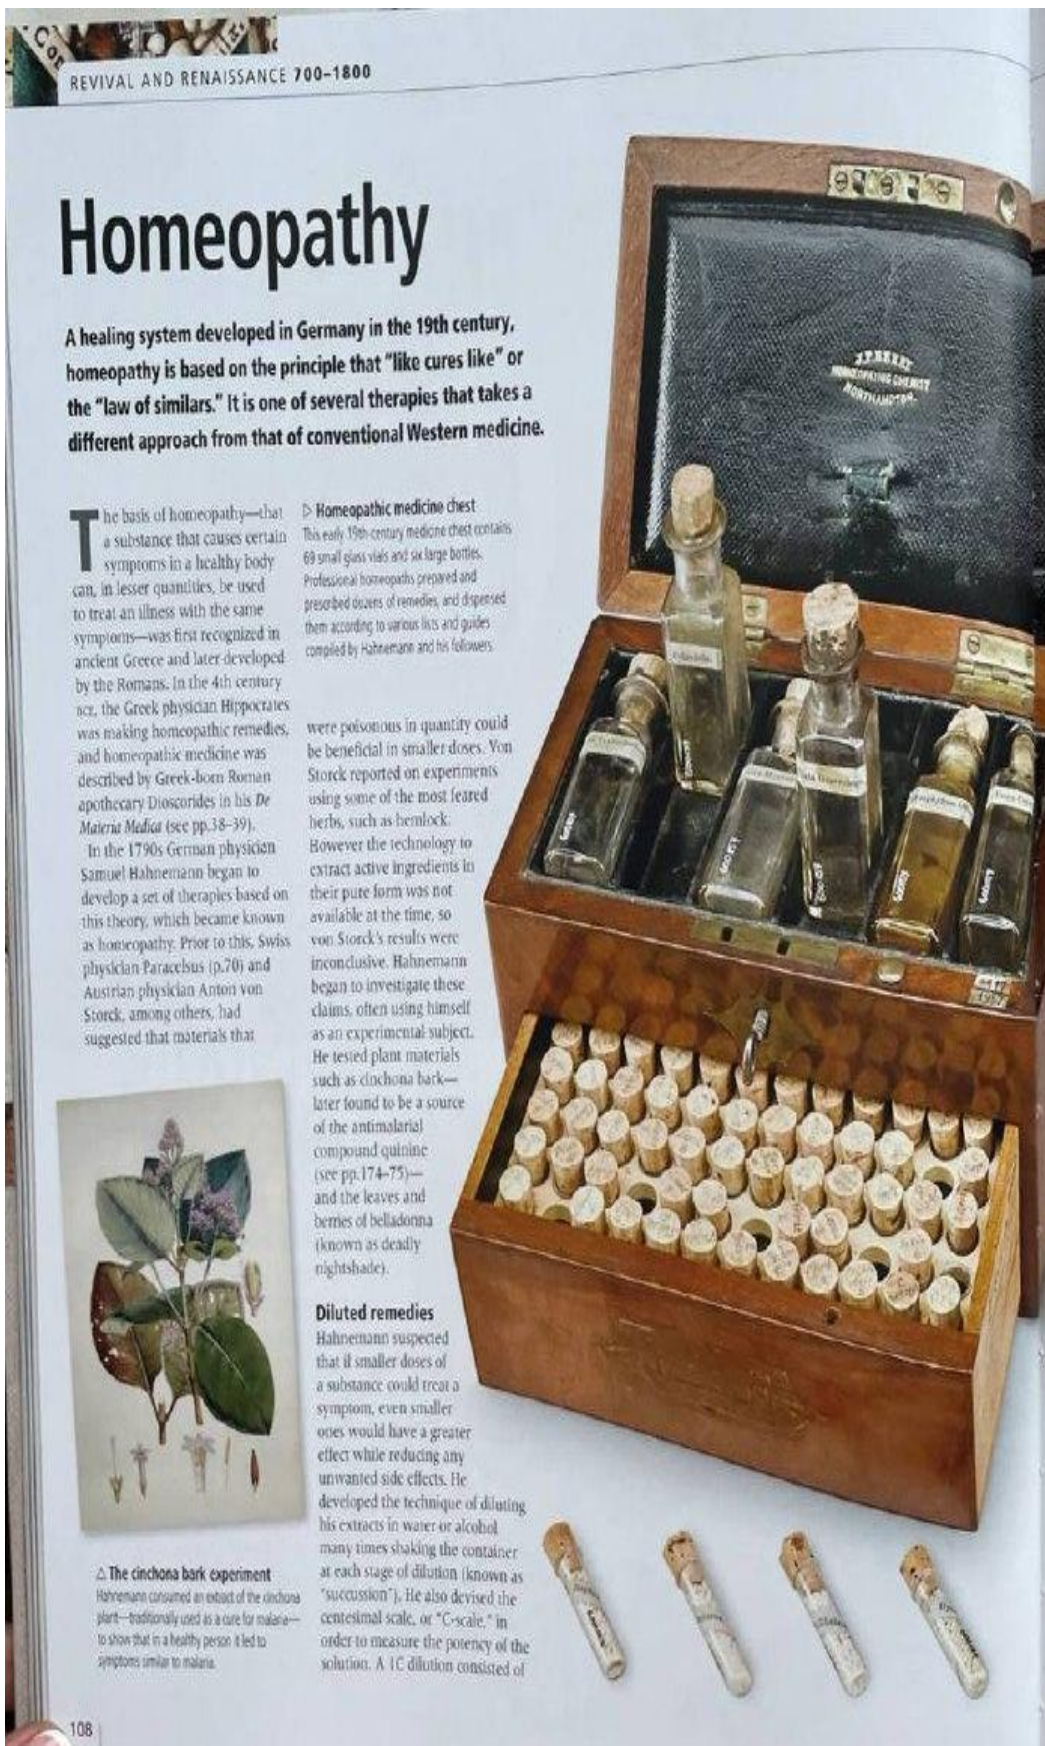 REVIVAL AND RENAISSANCE 700–1800
Homeopathy
A healing system developed in Germany in the 19th century,
homeopathy is based on the principle that "like cures like" or
the "law of similars." It is one of several therapies that takes a
different approach from that of conventional Western medicine.
The basis of homeopathy—that
a substance that causes certain
symptoms in a healthy body
can, in lesser quantities, be used
to treat an illness with the same
symptoms—was first recognized in
ancient Greece and later developed
by the Romans. In the 4th century
BCE, the Greek physician Hippocrates
was making homeopathic remedies,
and homeopathic medicine was
described by Greek-born Roman
apothecary Dioscorides in his De
Materia Medica (see pp.38–39).
In the 1790s German physician
Samuel Hahnemann began to
develop a set of therapies based on
this theory, which became known
as homeopathy. Prior to this, Swiss
physician Paracelsus (p.70) and
Austrian physician Anton von
Storck, among others, had
suggested that materials that
▷ Homeopathic medicine chest
This early 19th-century medicine chest contains
69 small glass vials and six large bottles.
Professional homeopaths prepared and
prescribed dozens of remedies, and dispensed
them according to various lists and guides
compiled by Hahnemann and his followers.
were poisonous in quantity could
be beneficial in smaller doses. Von
Storck reported on experiments
using some of the most feared
herbs, such as hemlock.
However the technology to
extract active ingredients in
their pure form was not
available at the time, so
von Storck's results were
inconclusive. Hahnemann
began to investigate these
claims, often using himself
as an experimental subject.
He tested plant materials
such as cinchona bark—
later found to be a source
of the antimalarial
compound quinine
(see pp.174–75)—
and the leaves and
berries of belladonna
(known as deadly
nightshade).
Diluted remedies
Hahnemann suspected
that if smaller doses of
a substance could treat a
symptom, even smaller
ones would have a greater
effect while reducing any
unwanted side effects. He
developed the technique of diluting
his extracts in water or alcohol
many times shaking the container
at each stage of dilution (known as
"succussion"). He also devised the
centesimal scale, or "C-scale," in
order to measure the potency of the
solution. A 1C dilution consisted of
△ The cinchona bark experiment
Hahnemann consumed an extract of the cinchona
plant—traditionally used as a cure for malaria—
to show that in a healthy person it led to
symptoms similar to malaria.
J.P.BERRY
HOMEOPATHIC CHEMIST
NORTHAMPTON.
108